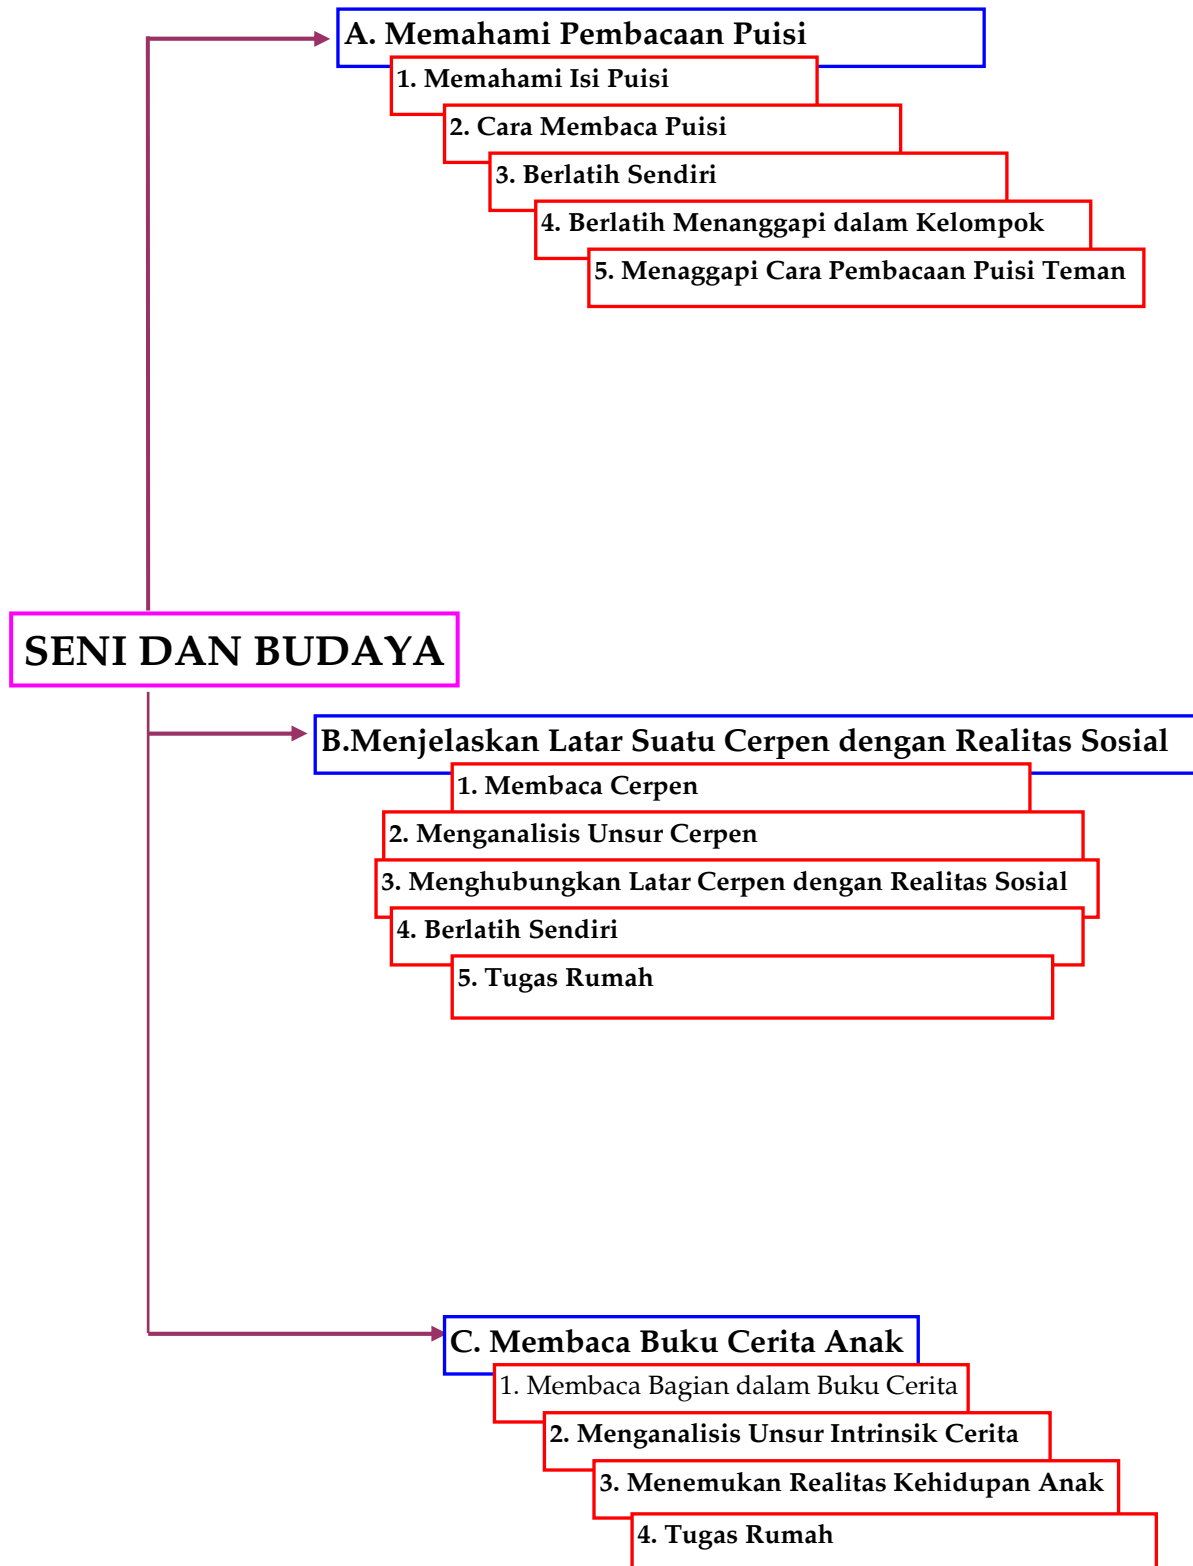 A. Memahami Pembacaan Puisi
1. Memahami Isi Puisi
2. Cara Membaca Puisi
3. Berlatih Sendiri
4. Berlatih Menanggapi dalam Kelompok
5. Menaggapi Cara Pembacaan Puisi Teman
SENI DAN BUDAYA
B.Menjelaskan Latar Suatu Cerpen dengan Realitas Sosial
1. Membaca Cerpen
2. Menganalisis Unsur Cerpen
3. Menghubungkan Latar Cerpen dengan Realitas Sosial
4. Berlatih Sendiri
5. Tugas Rumah
C. Membaca Buku Cerita Anak
1. Membaca Bagian dalam Buku Cerita
2. Menganalisis Unsur Intrinsik Cerita
3. Menemukan Realitas Kehidupan Anak
4. Tugas Rumah